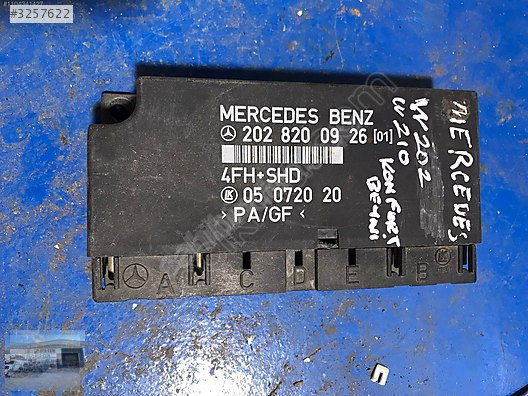 #3257622
MERCEDES BENZ
202 820 09 26 [01]
4FH+SHD
05 0720 20
> PA/GF <
A H C D E B
MERCEDES
W202
W210
KONFORT
BEYNİ